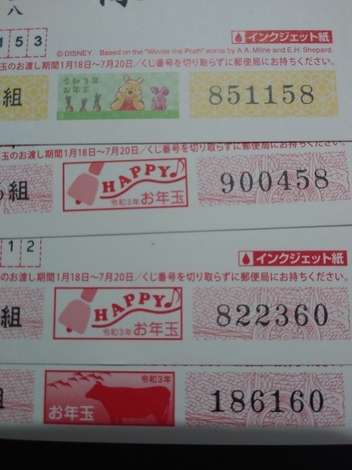 八
153
インクジェット紙
©DISNEY. Based on the "Winnie the Pooh" works by A.A. Milne and E.H. Shepard.
玉のお渡し期間1月18日〜7月20日／くじ番号を切り取らずに郵便局にお持ちください。
組
令和3年
お年玉
851158
玉のお渡し期間1月18日〜7月20日／くじ番号を切り取らずに郵便局にお持ちください。
組
HAPPY
令和3年 お年玉
900458
12
インクジェット紙
のお渡し期間1月18日〜7月20日／くじ番号を切り取らずに郵便局にお持ちください。
組
HAPPY
令和3年 お年玉
822360
令和3年
お年玉
186160